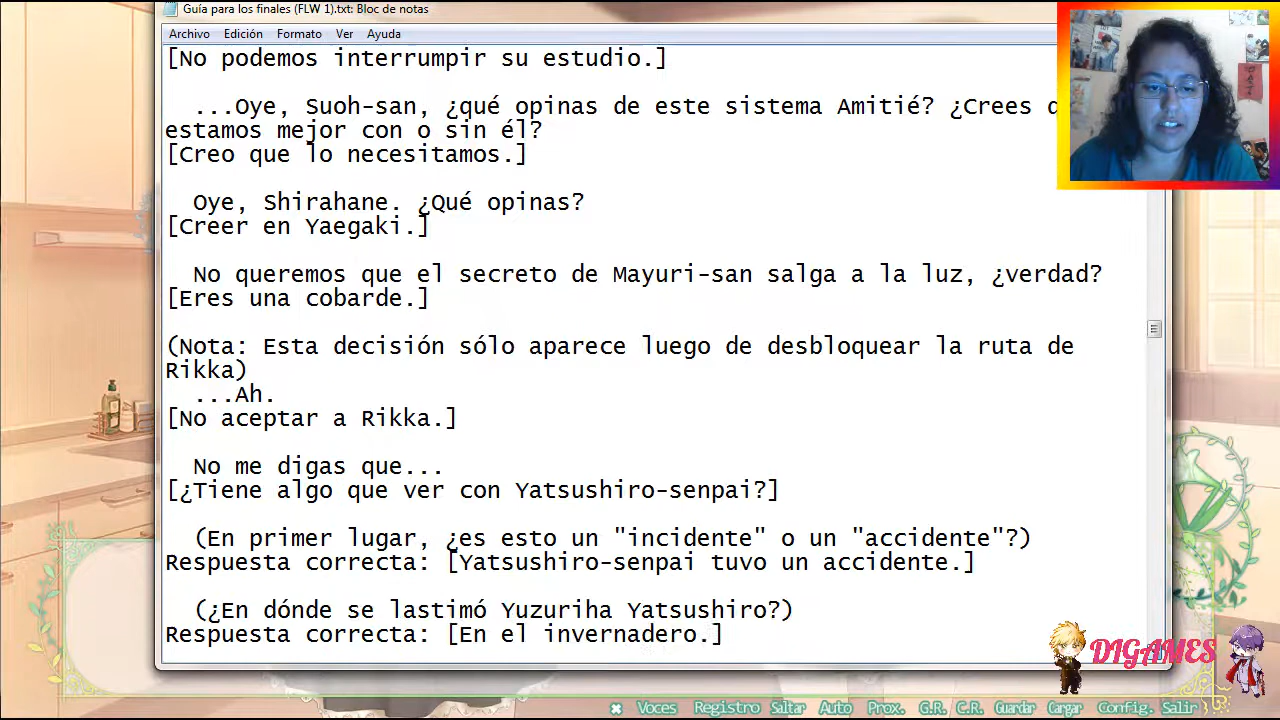 Guía para los finales (FLW 1).txt: Bloc de notas
Archivo Edición Formato Ver Ayuda
[No podemos interrumpir su estudio.]
...Oye, Suoh-san, ¿qué opinas de este sistema Amitié? ¿Crees
estamos mejor con o sin él?
[Creo que lo necesitamos.]
Oye, Shirahane. ¿Qué opinas?
[Creer en Yaegaki.]
No queremos que el secreto de Mayuri-san salga a la luz, ¿verdad?
[Eres una cobarde.]
(Nota: Esta decisión sólo aparece luego de desbloquear la ruta de
Rikka)
...Ah.
[No aceptar a Rikka.]
No me digas que...
[¿Tiene algo que ver con Yatsushiro-senpai?]
(En primer lugar, ¿es esto un "incidente" o un "accidente"?)
Respuesta correcta: [Yatsushiro-senpai tuvo un accidente.]
(¿En dónde se lastimó Yuzuriha Yatsushiro?)
Respuesta correcta: [En el invernadero.]
DIGAMES
Voces Registro Saltar Auto Prox. G.R. C.R. Guardar Cargar Config. Salir